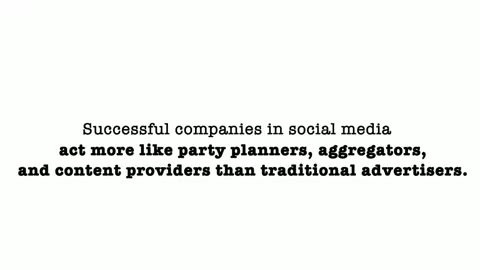 Successful companies in social media
act more like party planners, aggregators,
and content providers than traditional advertisers.